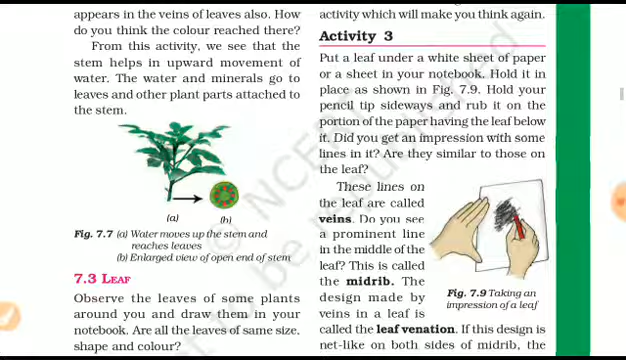 appears in the veins of leaves also. How
do you think the colour reached there?
From this activity, we see that the
stem helps in upward movement of
water. The water and minerals go to
leaves and other plant parts attached to
the stem.
(a)
(b)
Fig. 7.7 (a) Water moves up the stem and
reaches leaves
(b) Enlarged view of open end of stem
7.3 LEAF
Observe the leaves of some plants
around you and draw them in your
notebook. Are all the leaves of same size,
shape and colour?
activity which will make you think again.
Activity 3
Put a leaf under a white sheet of paper
or a sheet in your notebook. Hold it in
place as shown in Fig. 7.9. Hold your
pencil tip sideways and rub it on the
portion of the paper having the leaf below
it. Did you get an impression with some
lines in it? Are they similar to those on
the leaf?
These lines on
the leaf are called
veins. Do you see
a prominent line
in the middle of the
leaf? This is called
the midrib. The
design made by
veins in a leaf is
called the leaf venation. If this design is
net-like on both sides of midrib, the
Fig. 7.9 Taking an
impression of a leaf
© NCERT
not to be republished